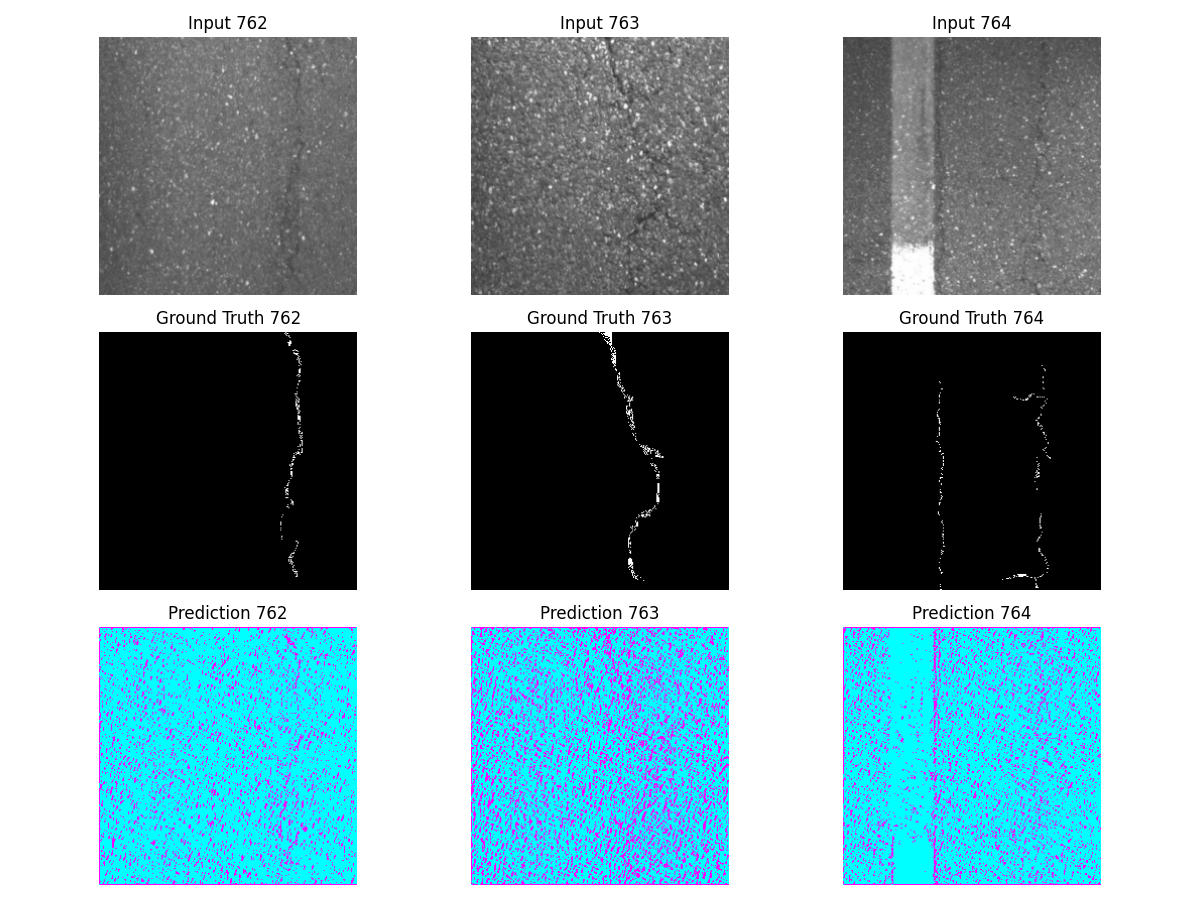 Input 762
Input 763
Input 764
Ground Truth 762
Ground Truth 763
Ground Truth 764
Prediction 762
Prediction 763
Prediction 764